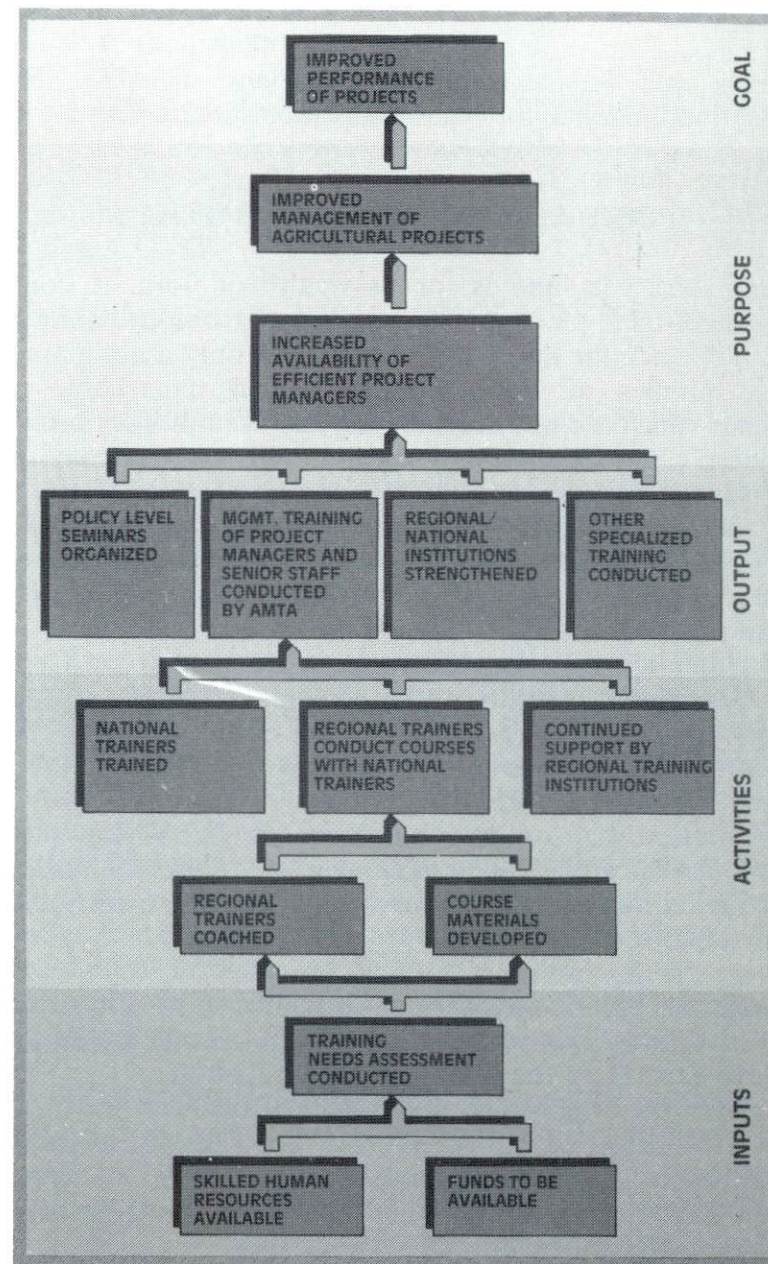 IMPROVED
PERFORMANCE
OF PROJECTS
GOAL
IMPROVED
MANAGEMENT OF
AGRICULTURAL PROJECTS
PURPOSE
INCREASED
AVAILABILITY OF
EFFICIENT PROJECT
MANAGERS
POLICY LEVEL
SEMINARS
ORGANIZED
MGMT. TRAINING
OF PROJECT
MANAGERS AND
SENIOR STAFF
CONDUCTED
BY AMTA
REGIONAL/
NATIONAL
INSTITUTIONS
STRENGTHENED
OTHER
SPECIALIZED
TRAINING
CONDUCTED
OUTPUT
NATIONAL
TRAINERS
TRAINED
REGIONAL TRAINERS
CONDUCT COURSES
WITH NATIONAL
TRAINERS
CONTINUED
SUPPORT BY
REGIONAL TRAINING
INSTITUTIONS
ACTIVITIES
REGIONAL
TRAINERS
COACHED
COURSE
MATERIALS
DEVELOPED
TRAINING
NEEDS ASSESSMENT
CONDUCTED
INPUTS
SKILLED HUMAN
RESOURCES
AVAILABLE
FUNDS TO BE
AVAILABLE